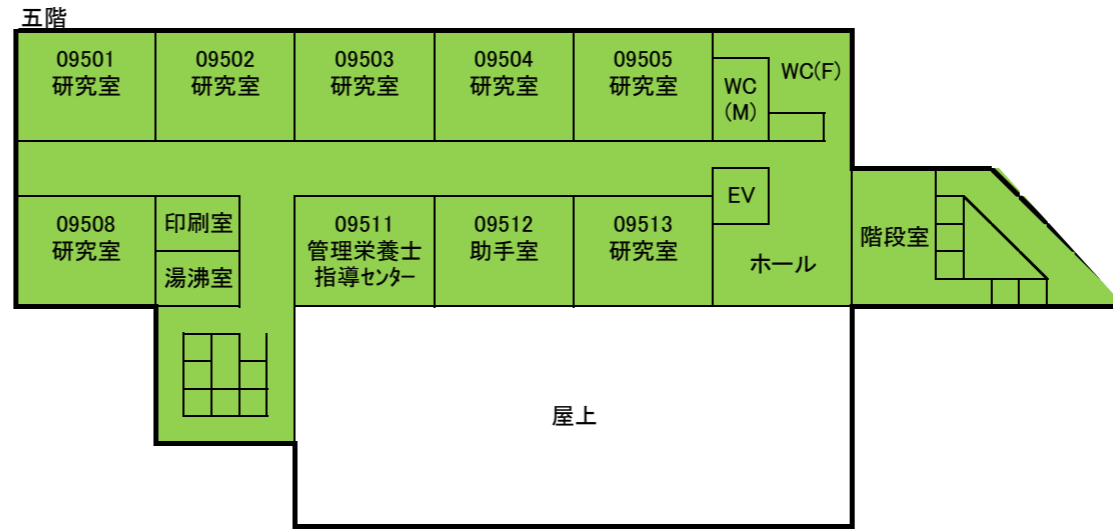 五階
09501
研究室
09502
研究室
09503
研究室
09504
研究室
09505
研究室
WC
(M)
WC(F)
09508
研究室
印刷室
湯沸室
09511
管理栄養士
指導ｾﾝﾀｰ
09512
助手室
09513
研究室
EV
ホール
階段室
屋上